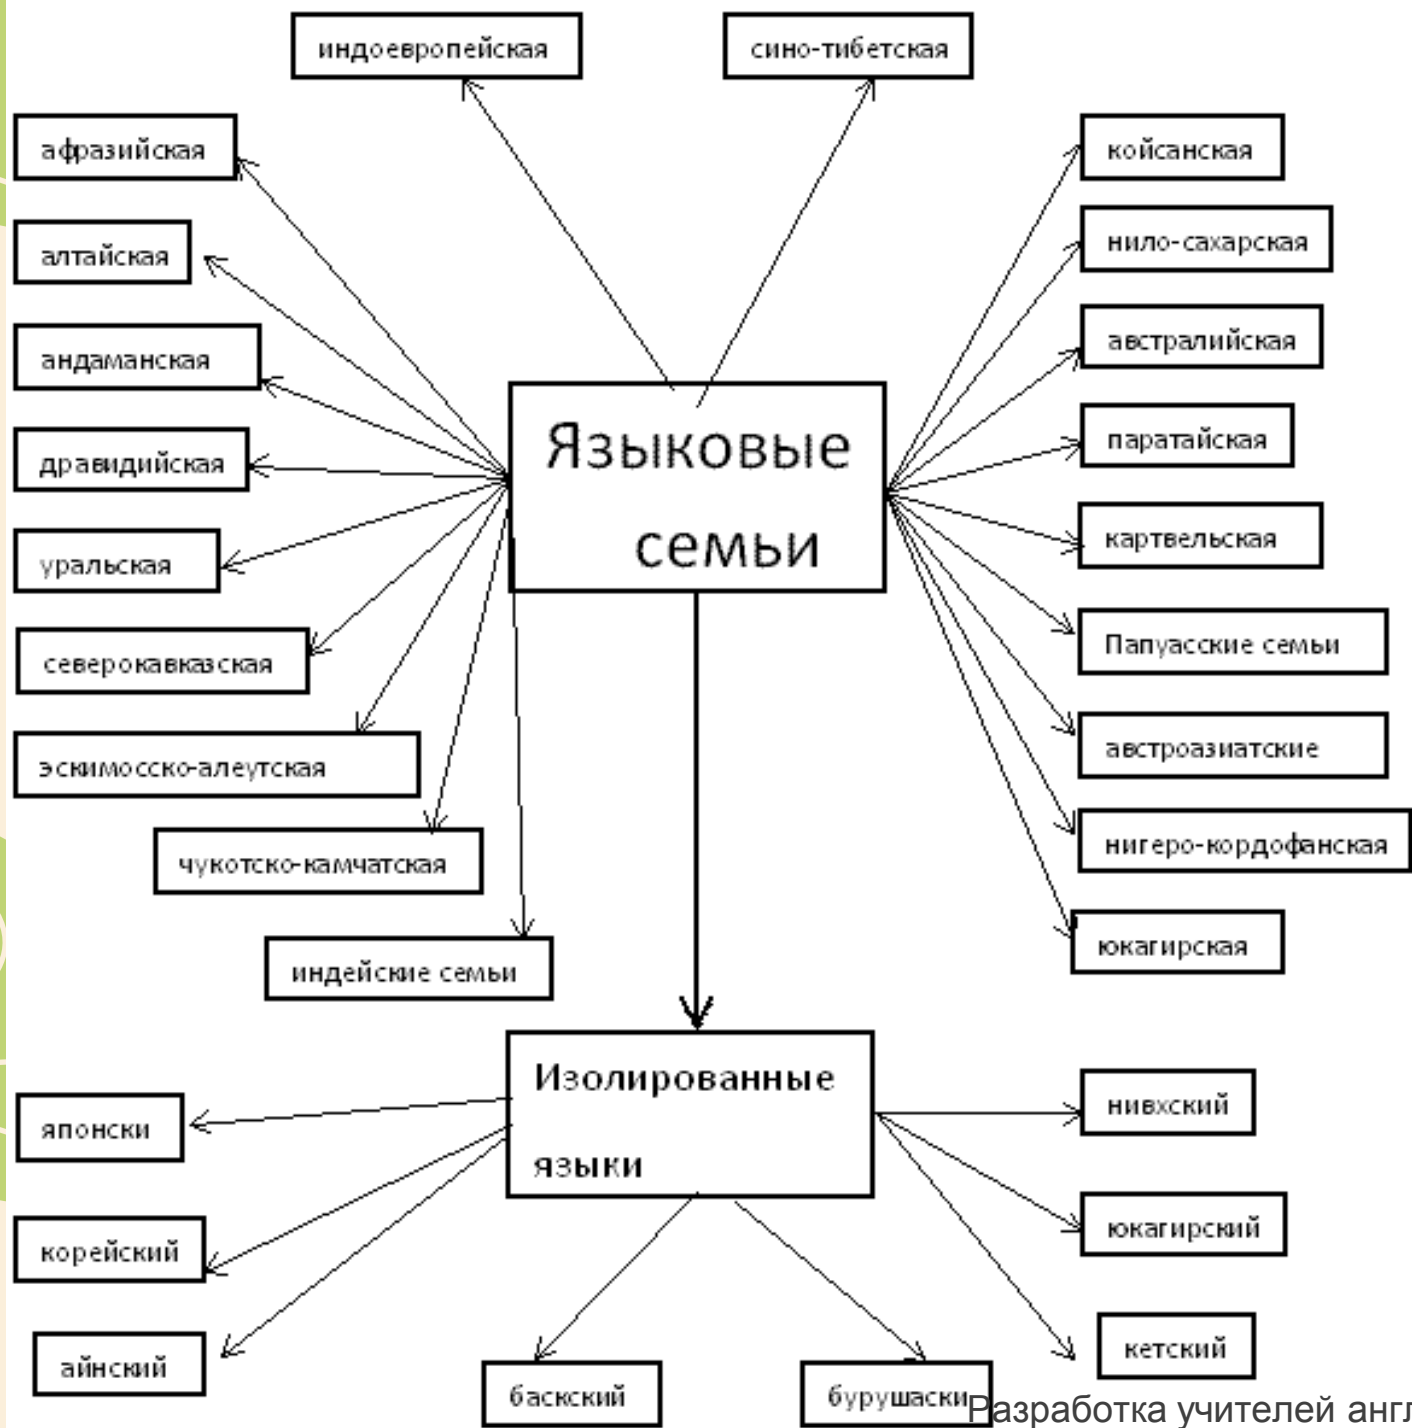 индоевропейская
сино-тибетская
афразийская
койсанская
алтайская
нило-сахарская
андаманская
австралийская
дравидийская
паратайская
Языковые
семьи
уральская
картвельская
северокавказская
Папуасские семьи
эскимосско-алеутская
австроазиатские
чукотско-камчатская
нигеро-кордофанская
индейские семьи
юкагирская
Изолированные
языки
японски
нивхский
корейский
юкагирский
айнский
кетский
баскский
бурушаски
Разработка учителей англ